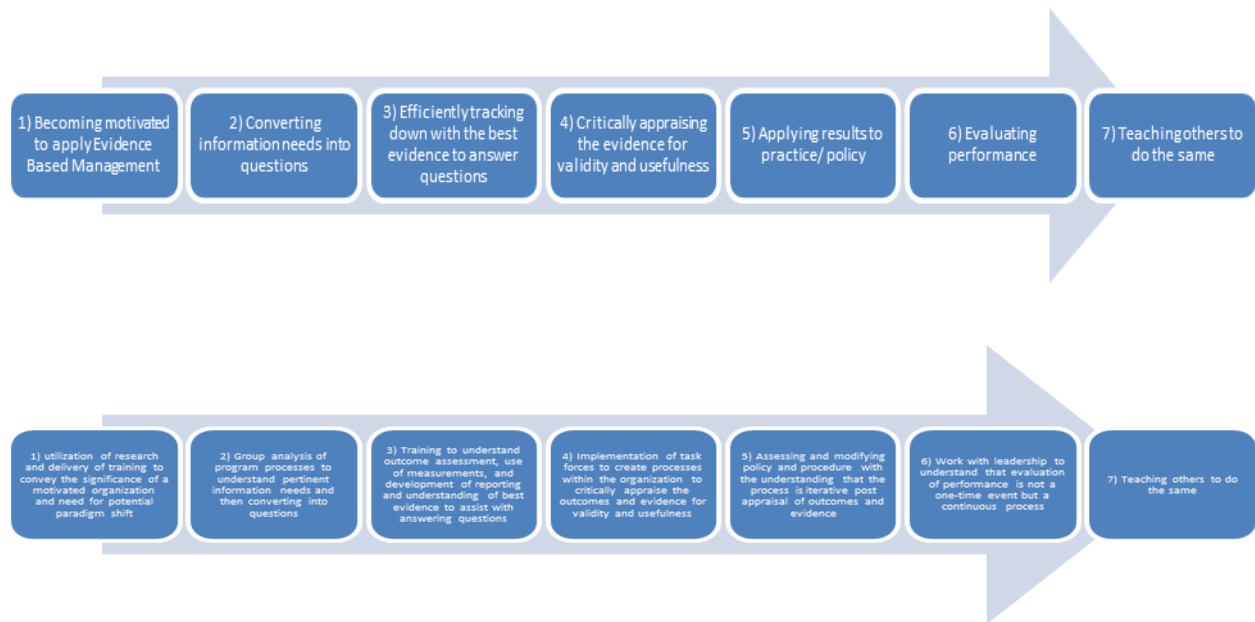 1) Becoming motivated
to apply Evidence
Based Management
2) Converting
information needs into
questions
3) Efficiently tracking
down with the best
evidence to answer
questions
4) Critically appraising
the evidence for
validity and usefulness
5) Applying results to
practice/ policy
6) Evaluating
performance
7) Teaching others to
do the same
1) utilization of research
and delivery of training to
convey the significance of a
motivated organization
and need for potential
paradigm shift
2) Group analysis of
program processes to
understand pertinent
information needs and
then converting into
questions
3) Training to understand
outcome assessment, use
of measurements, and
development of reporting
and understanding of best
evidence to assist with
answering questions
4) Implementation of task
forces to create processes
within the organization to
critically appraise the
outcomes and evidence for
validity and usefulness
5) Assessing and modifying
policy and procedure with
the understanding that the
process is iterative post
appraisal of outcomes and
evidence
6) Work with leadership to
understand that evaluation
of performance is not a
one-time event but a
continuous process
7) Teaching others to do
the same